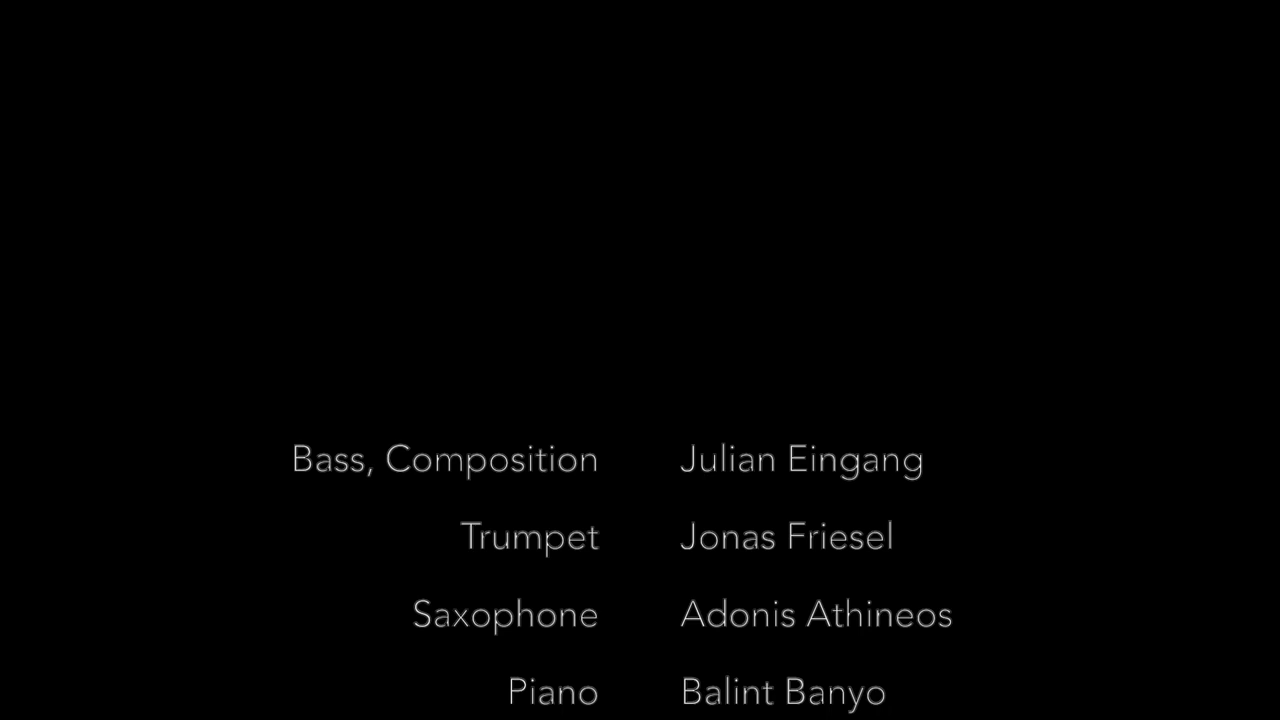 Bass, Composition Julian Eingang
Trumpet Jonas Friesel
Saxophone Adonis Athineos
Piano Balint Banyo